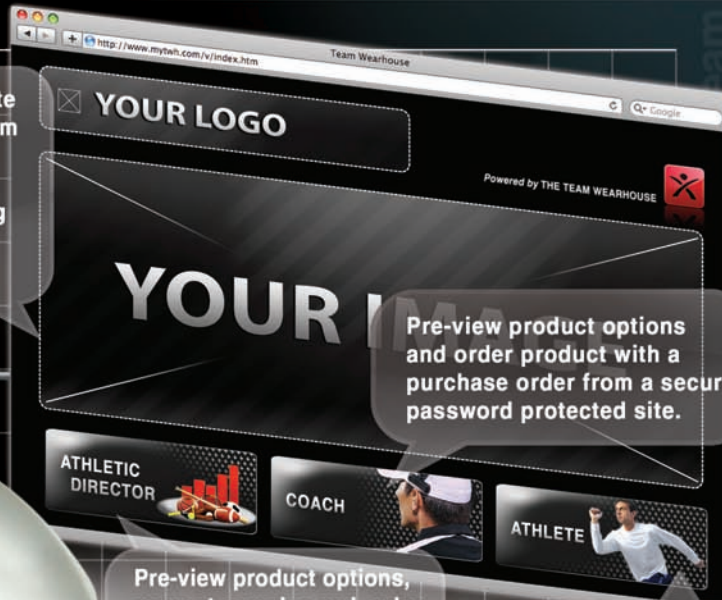 http://www.mytwh.com/v/index.htm
Team Wearhouse
Google
YOUR LOGO
Powered by THE TEAM WEARHOUSE
YOUR IMAGE
Pre-view product options
and order product with a
purchase order from a secur
password protected site.
ATHLETIC
DIRECTOR
COACH
ATHLETE
Pre-view product options,